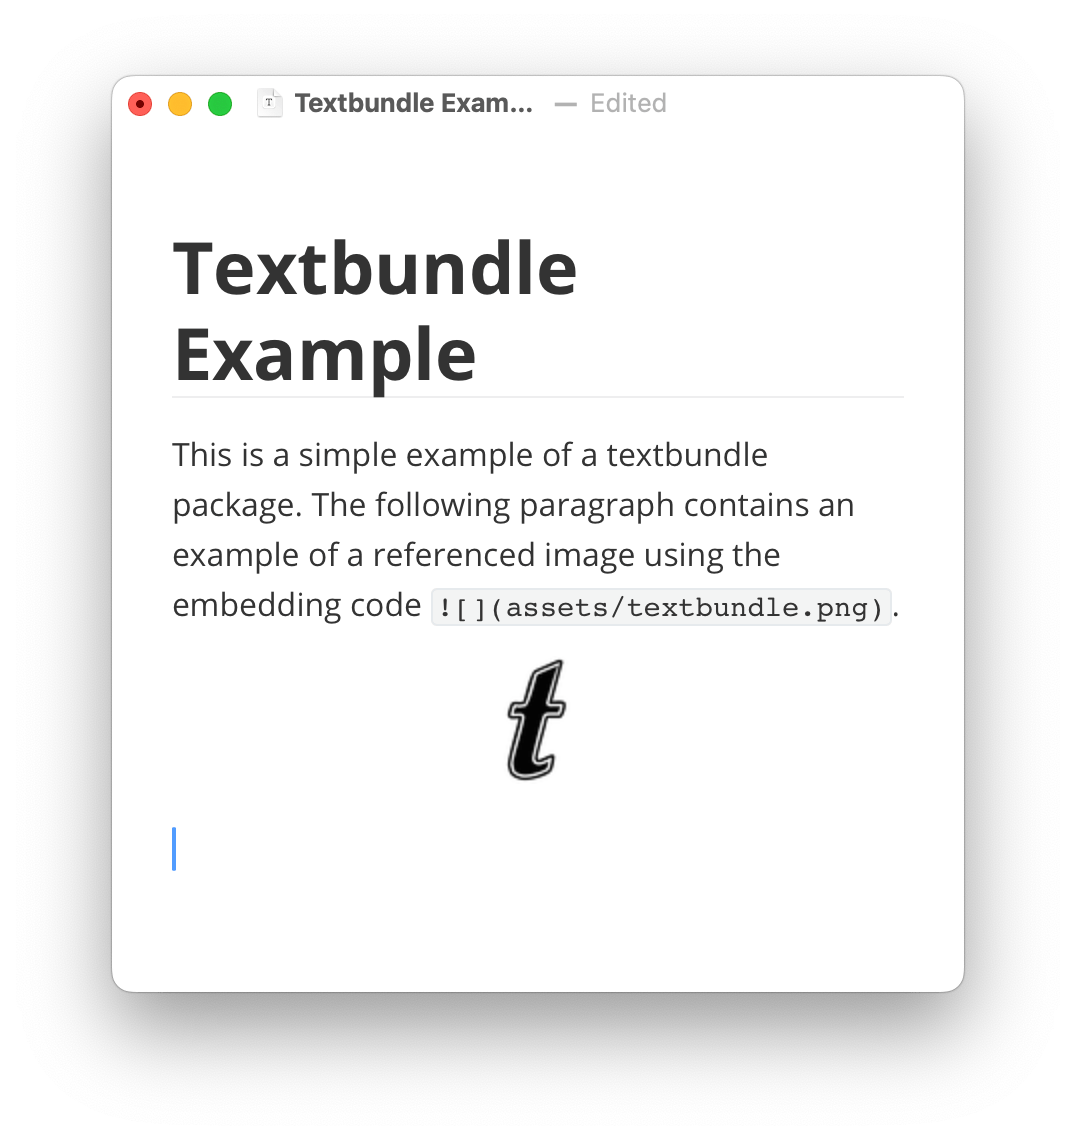 Textbundle Exam... — Edited
Textbundle
Example
This is a simple example of a textbundle
package. The following paragraph contains an
example of a referenced image using the
embedding code ![](assets/textbundle.png).
t